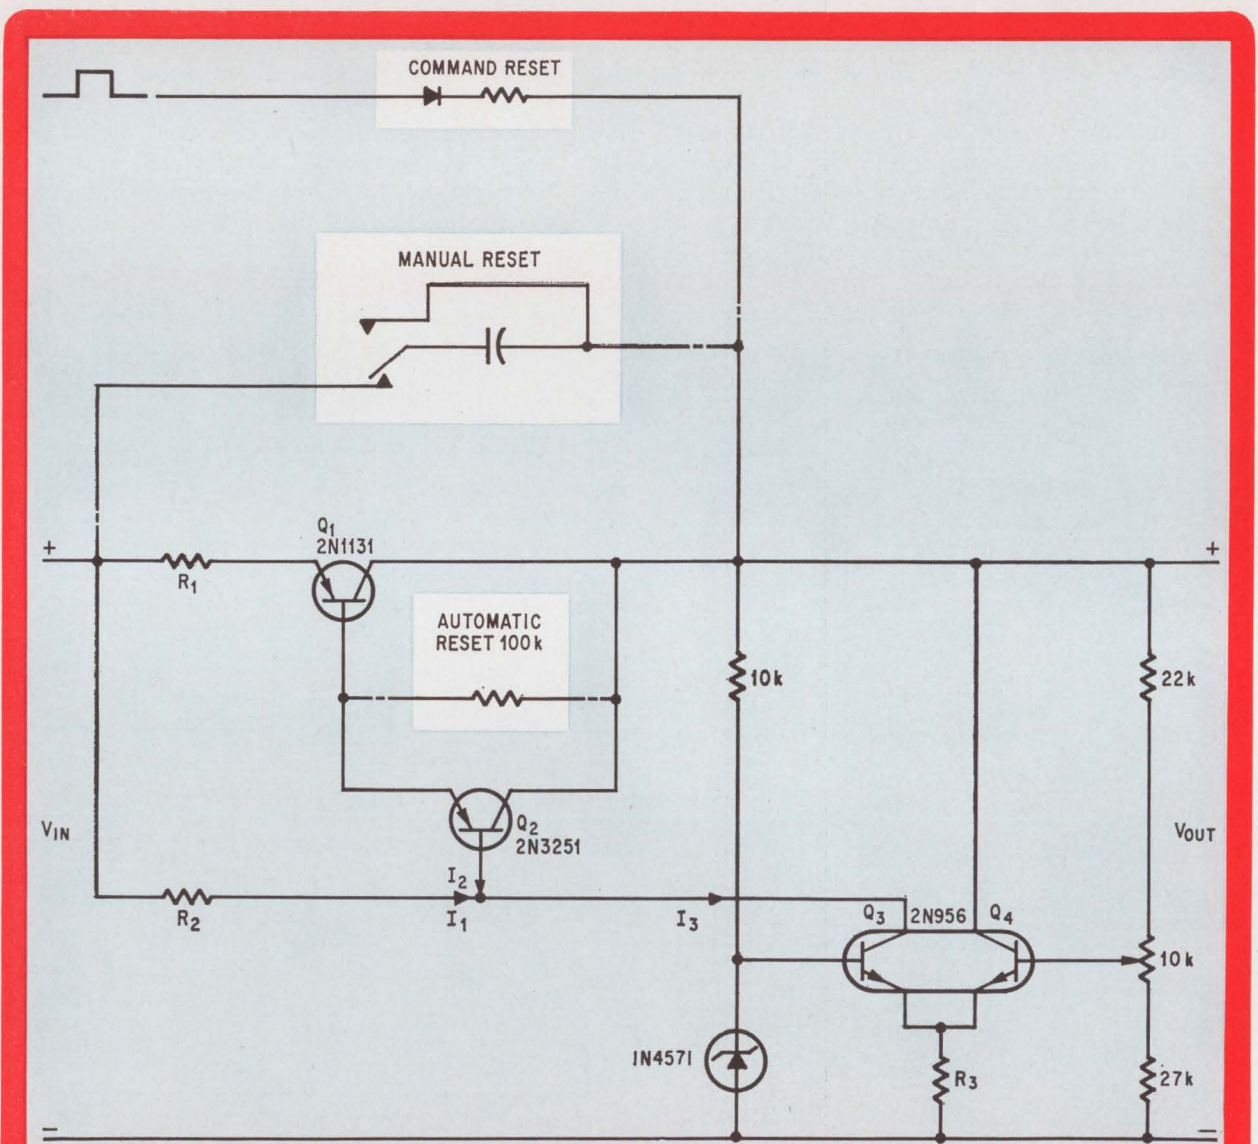 COMMAND RESET
MANUAL RESET
+
Q1
2N1131
+
R1
AUTOMATIC
RESET 100k
10k
22k
VIN
Q2
2N3251
VOUT
I2
R2
I1
I3
Q3
2N956
Q4
10k
1N4571
R3
27k
−
−